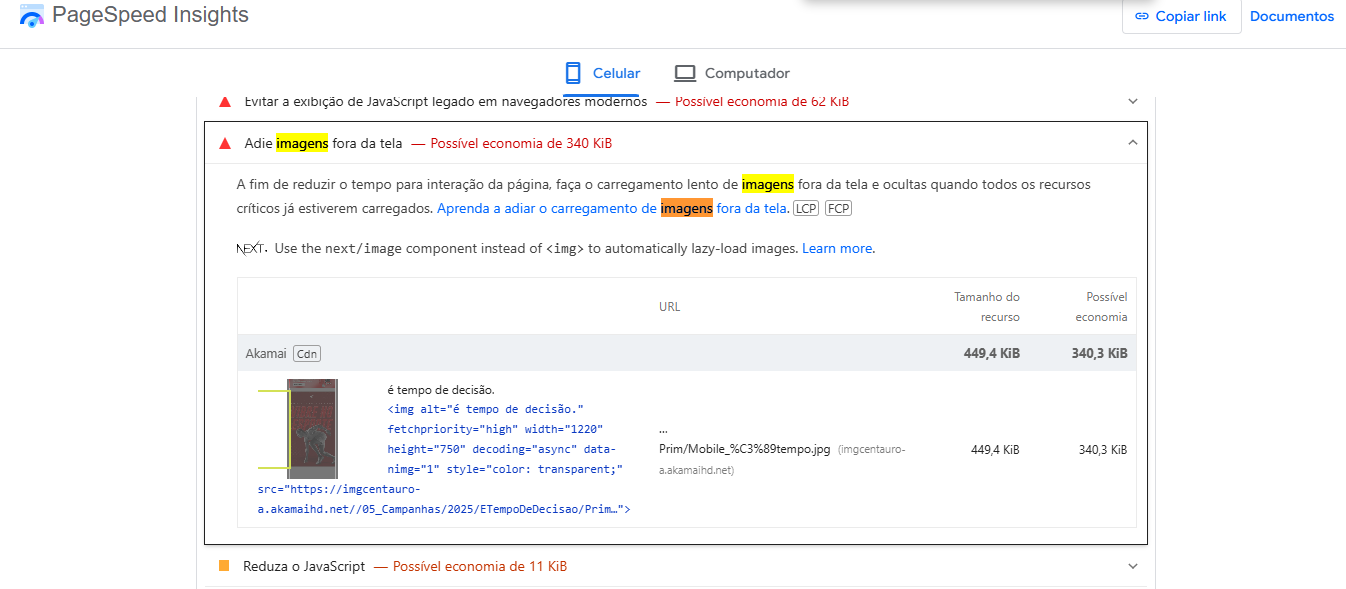 PageSpeed Insights
Copiar link
Documentos
Celular
Computador
Evitar a exibição de JavaScript legado em navegadores modernos — Possível economia de 62 KiB
Adie imagens fora da tela — Possível economia de 340 KiB
A fim de reduzir o tempo para interação da página, faça o carregamento lento de imagens fora da tela e ocultas quando todos os recursos
críticos já estiverem carregados. Aprenda a adiar o carregamento de imagens fora da tela. LCP FCP
NEXT. Use the next/image component instead of <img> to automatically lazy-load images. Learn more.
URL
Tamanho do
recurso
Possível
economia
Akamai Cdn
449,4 KiB
340,3 KiB
é tempo de decisão.
<img alt="é tempo de decisão."
fetchpriority="high" width="1220"
height="750" decoding="async" data-
nimg="1" style="color: transparent;"
src="https://imgcentauro-
a.akamaihd.net//05_Campanhas/2025/ETempoDeDecisao/Prim…">
…
Prim/Mobile_%C3%89tempo.jpg (imgcentauro-
a.akamaihd.net)
449,4 KiB
340,3 KiB
Reduza o JavaScript — Possível economia de 11 KiB